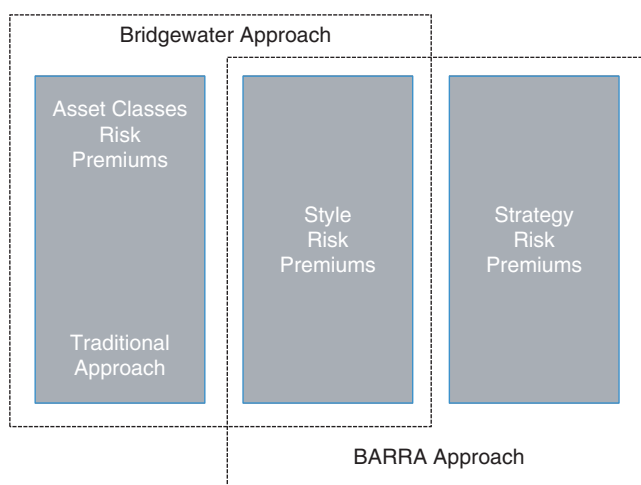 Bridgewater Approach
Asset Classes
Risk
Premiums
Traditional
Approach
Style
Risk
Premiums
Strategy
Risk
Premiums
BARRA Approach